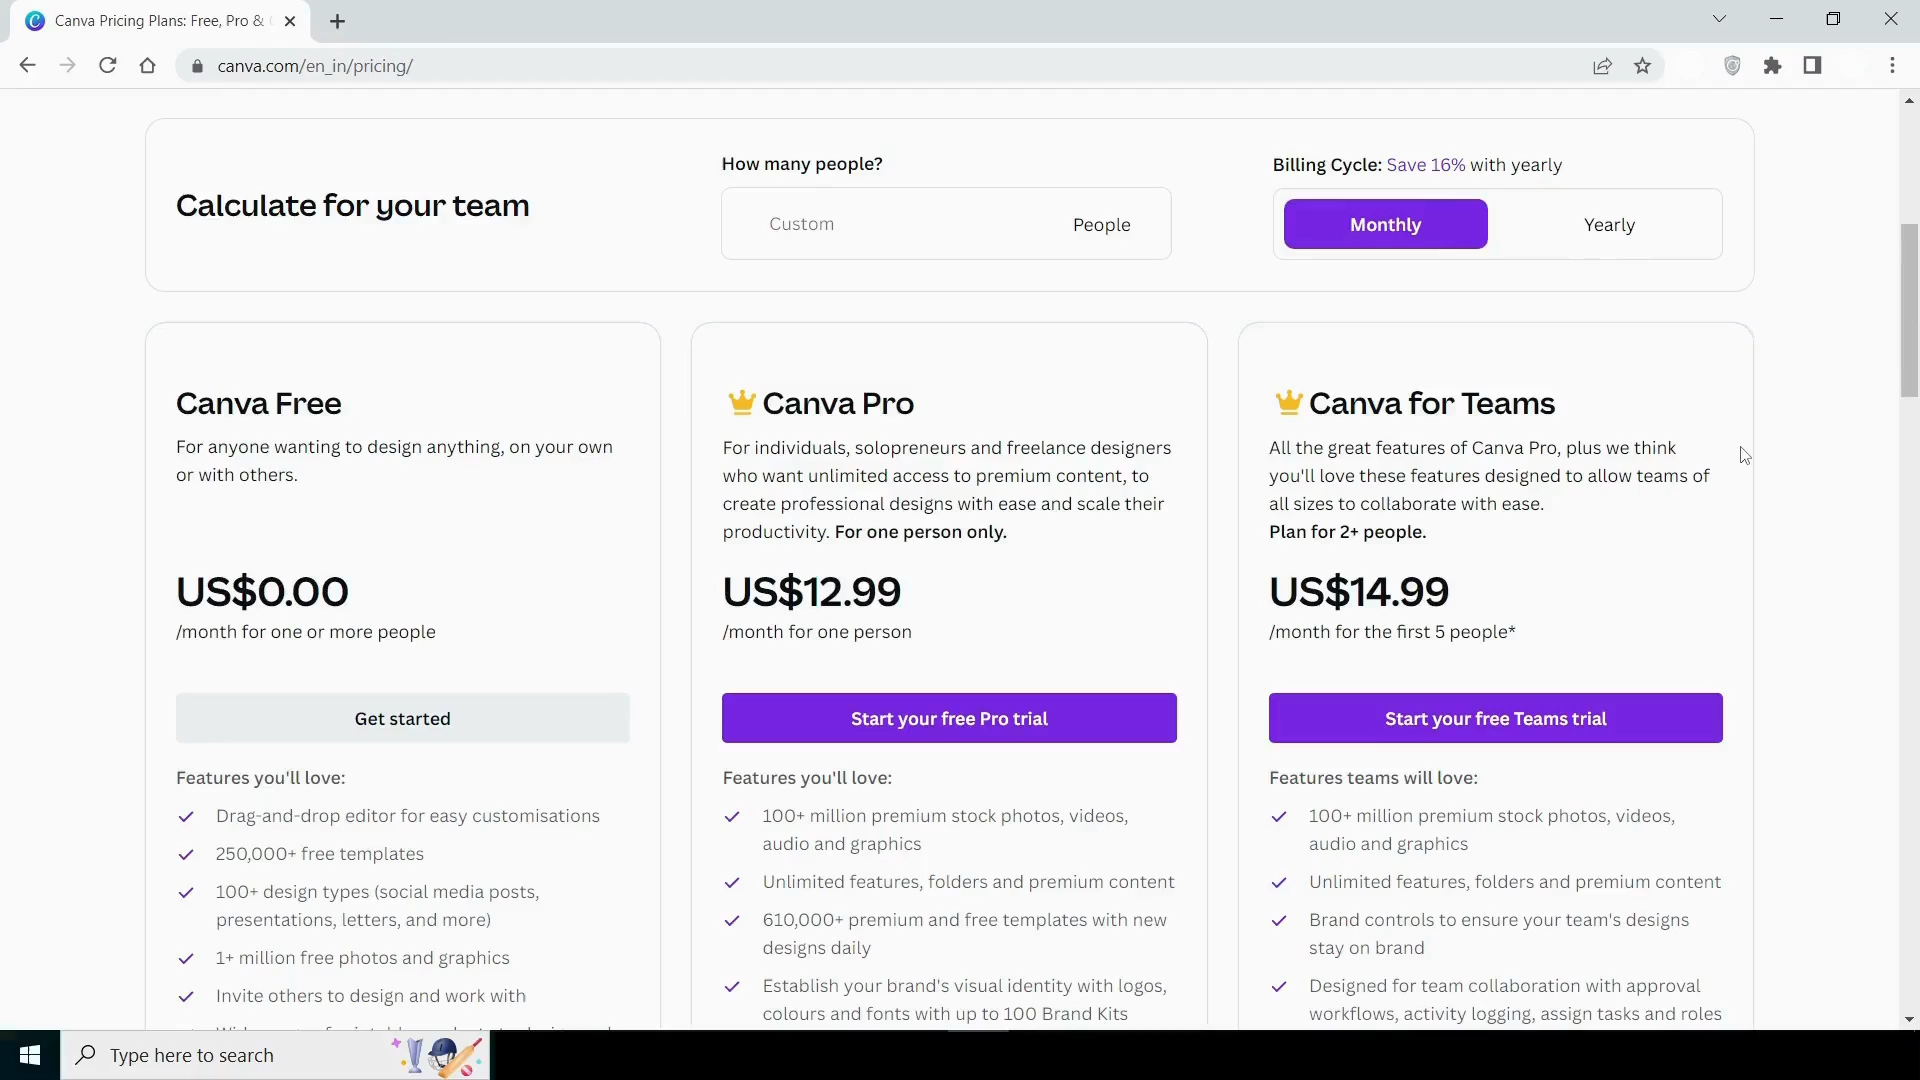 Canva Pricing Plans: Free, Pro &
canva.com/en_in/pricing/
Calculate for your team
How many people?
Custom
People
Billing Cycle: Save 16% with yearly
Monthly
Yearly
Canva Free
For anyone wanting to design anything, on your own
or with others.
US$0.00
/month for one or more people
Get started
Features you'll love:
Drag-and-drop editor for easy customisations
250,000+ free templates
100+ design types (social media posts,
presentations, letters, and more)
1+ million free photos and graphics
Invite others to design and work with
Canva Pro
For individuals, solopreneurs and freelance designers
who want unlimited access to premium content, to
create professional designs with ease and scale their
productivity. For one person only.
US$12.99
/month for one person
Start your free Pro trial
Features you'll love:
100+ million premium stock photos, videos,
audio and graphics
Unlimited features, folders and premium content
610,000+ premium and free templates with new
designs daily
Establish your brand's visual identity with logos,
colours and fonts with up to 100 Brand Kits
Canva for Teams
All the great features of Canva Pro, plus we think
you'll love these features designed to allow teams of
all sizes to collaborate with ease.
Plan for 2+ people.
US$14.99
/month for the first 5 people*
Start your free Teams trial
Features teams will love:
100+ million premium stock photos, videos,
audio and graphics
Unlimited features, folders and premium content
Brand controls to ensure your team's designs
stay on brand
Designed for team collaboration with approval
workflows, activity logging, assign tasks and roles
Type here to search